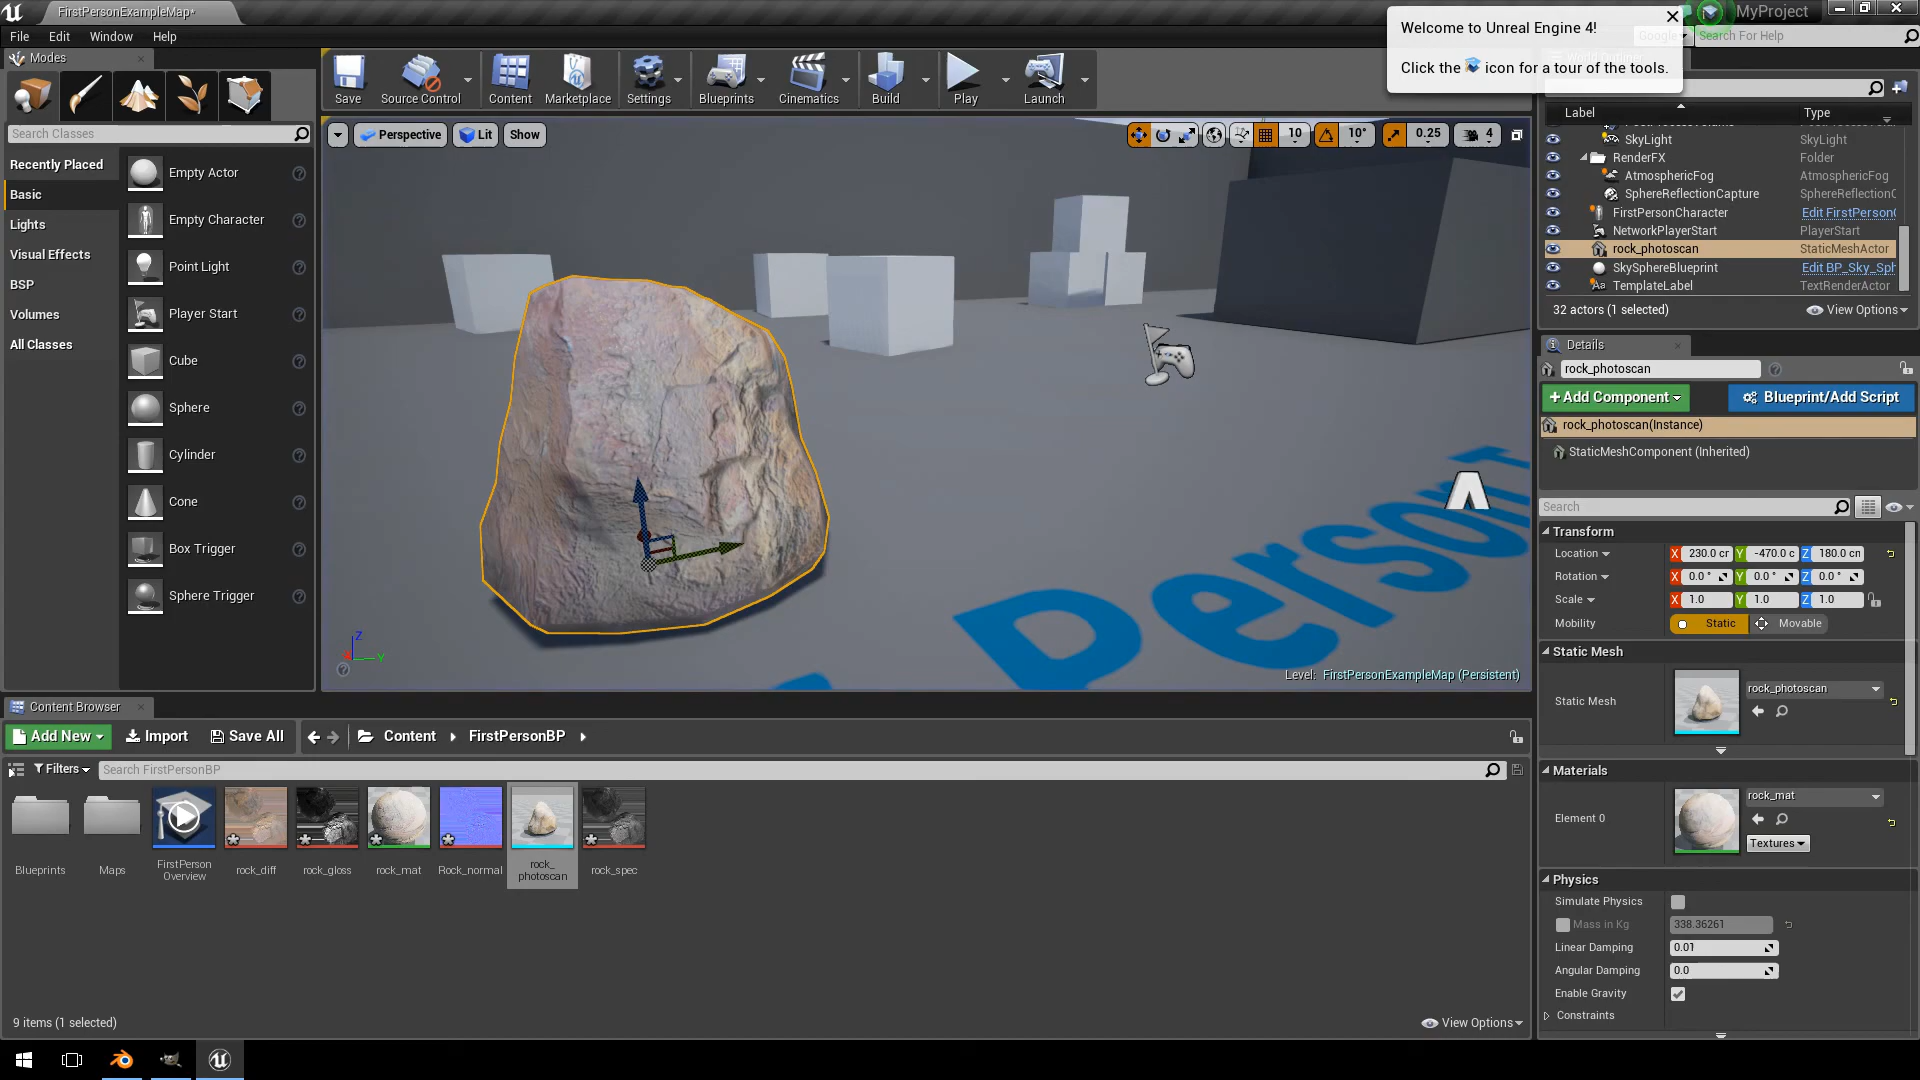 FirstPersonExampleMap*
MyProject
File Edit Window Help
Search For Help
Welcome to Unreal Engine 4!
Click the icon for a tour of the tools.
Modes
Save Source Control Content Marketplace Settings Blueprints Cinematics Build Play Launch
Search Classes
Recently Placed
Basic
Lights
Visual Effects
BSP
Volumes
All Classes
Empty Actor
Empty Character
Point Light
Player Start
Cube
Sphere
Cylinder
Cone
Box Trigger
Sphere Trigger
Perspective Lit Show
10 10° 0.25 4
Person
Z
Y
Level: FirstPersonExampleMap (Persistent)
Label Type
SkyLight SkyLight
RenderFX Folder
AtmosphericFog AtmosphericFog
SphereReflectionCapture SphereReflectionC
FirstPersonCharacter Edit FirstPersonC
NetworkPlayerStart PlayerStart
rock_photoscan StaticMeshActor
SkySphereBlueprint Edit BP_Sky_Sph
TemplateLabel TextRenderActor
32 actors (1 selected) View Options
Details
rock_photoscan
+Add Component Blueprint/Add Script
rock_photoscan(Instance)
StaticMeshComponent (Inherited)
Search
Transform
Location X 230.0 cm Y -470.0 c Z 180.0 cm
Rotation X 0.0° Y 0.0° Z 0.0°
Scale X 1.0 Y 1.0 Z 1.0
Mobility Static Movable
Static Mesh
Static Mesh rock_photoscan
Materials
Element 0 rock_mat
Textures
Physics
Simulate Physics
Mass in Kg 338.36261
Linear Damping 0.01
Angular Damping 0.0
Enable Gravity
Constraints
Content Browser
Add New Import Save All Content FirstPersonBP
Filters Search FirstPersonBP
Blueprints
Maps
FirstPerson
Overview
rock_diff
rock_gloss
rock_mat
Rock_normal
rock_
photoscan
rock_spec
9 items (1 selected) View Options